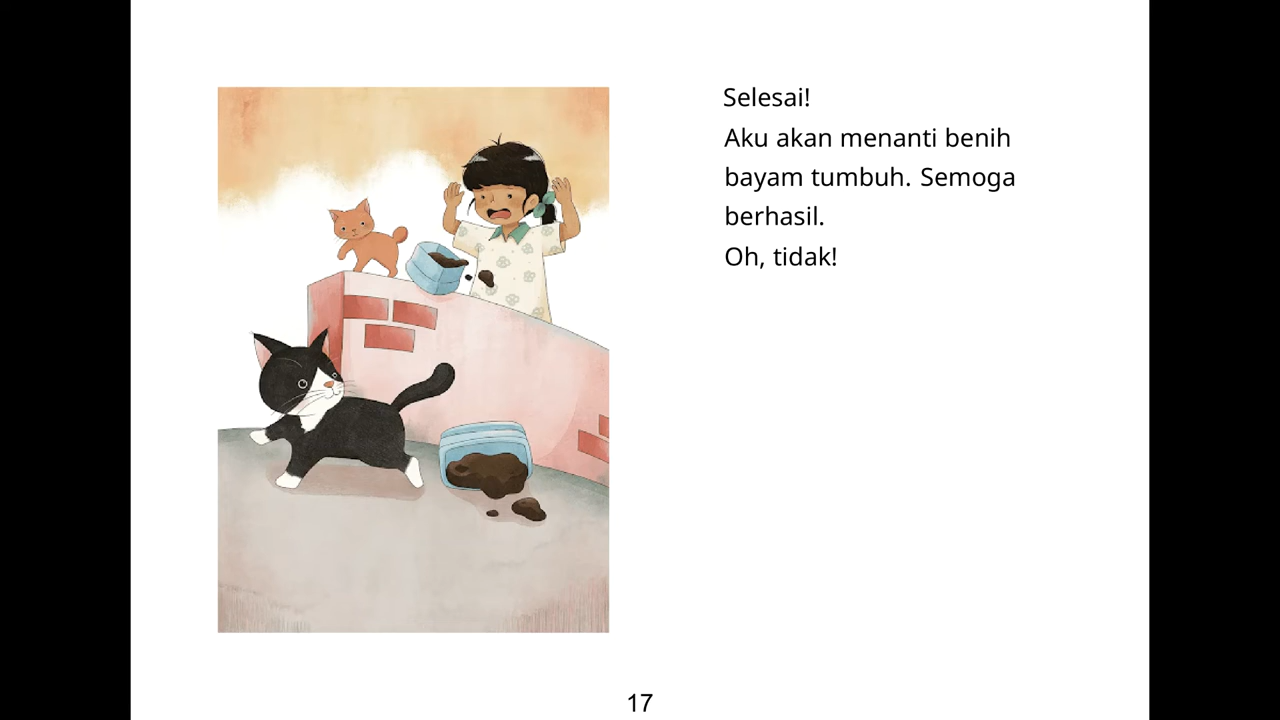 Selesai!
Aku akan menanti benih
bayam tumbuh. Semoga
berhasil.
Oh, tidak!
17